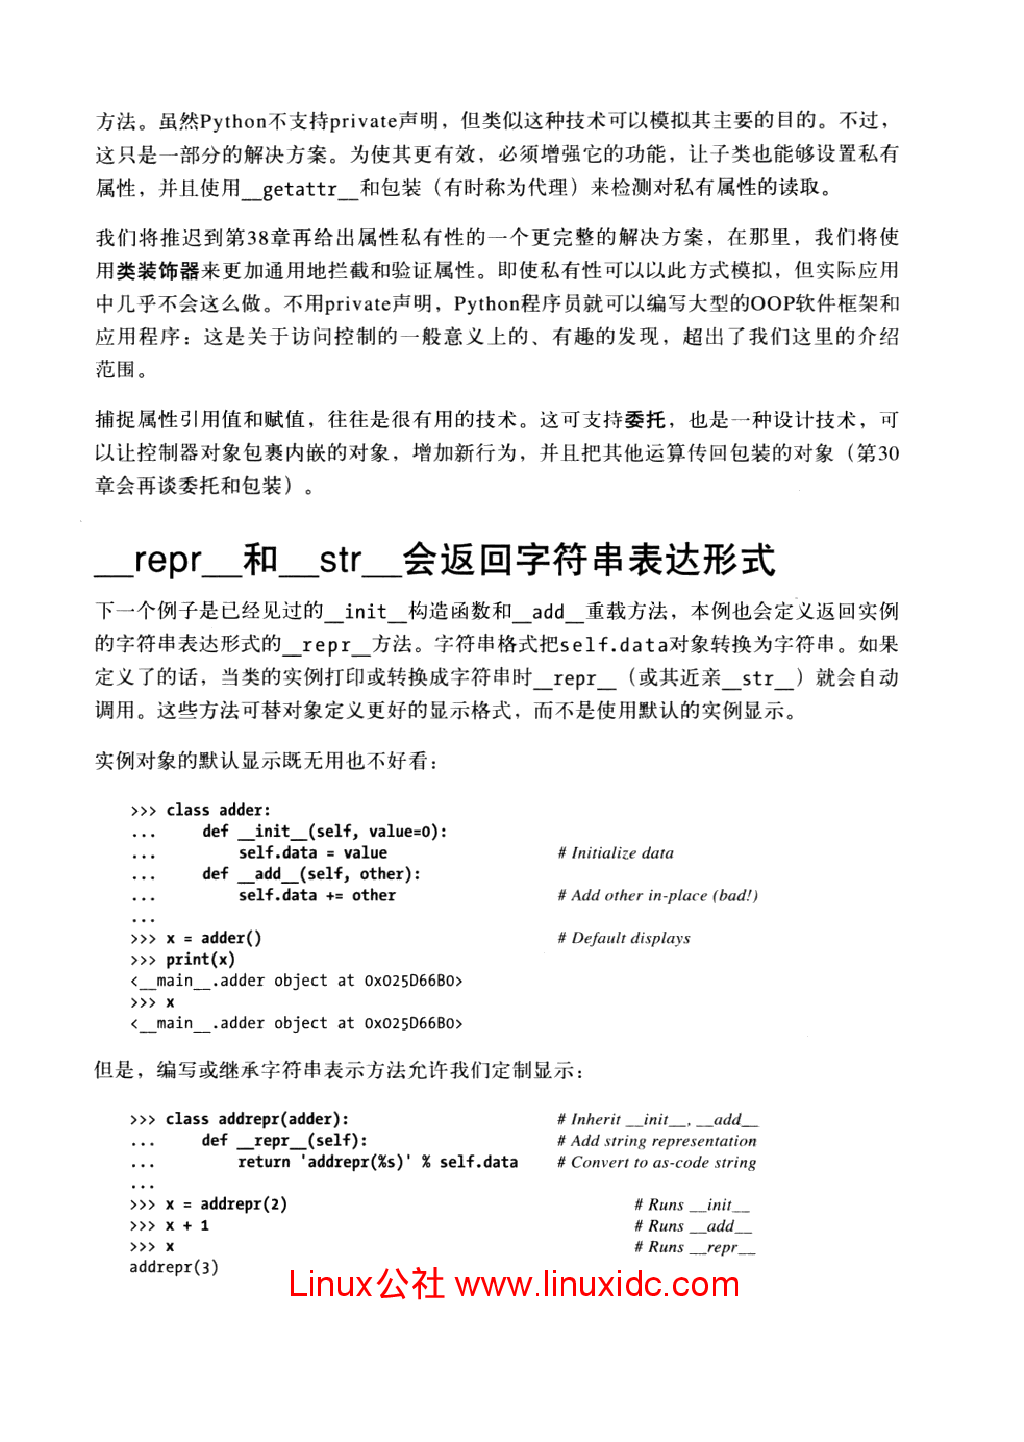 方法。虽然Python不支持private声明，但类似这种技术可以模拟其主要的目的。不过，
这只是一部分的解决方案。为使其更有效，必须增强它的功能，让子类也能够设置私有
属性，并且使用__getattr__和包装（有时称为代理）来检测对私有属性的读取。
我们将推迟到第38章再给出属性私有性的一个更完整的解决方案，在那里，我们将使
用类装饰器来更加通用地拦截和验证属性。即使私有性可以以此方式模拟，但实际应用
中几乎不会这么做。不用private声明，Python程序员就可以编写大型的OOP软件框架和
应用程序：这是关于访问控制的一般意义上的、有趣的发现，超出了我们这里的介绍
范围。
捕捉属性引用值和赋值，往往是很有用的技术。这可支持委托，也是一种设计技术，可
以让控制器对象包裹内嵌的对象，增加新行为，并且把其他运算传回包装的对象（第30
章会再谈委托和包装）。
__repr__和__str__会返回字符串表达形式
下一个例子是已经见过的__init__构造函数和__add__重载方法，本例也会定义返回实例
的字符串表达形式的__repr__方法。字符串格式把self.data对象转换为字符串。如果
定义了的话，当类的实例打印或转换成字符串时__repr__（或其近亲__str__）就会自动
调用。这些方法可替对象定义更好的显示格式，而不是使用默认的实例显示。
实例对象的默认显示既无用也不好看：
>>> class adder:
...     def __init__(self, value=0):
...         self.data = value                   # Initialize data
...     def __add__(self, other):
...         self.data += other                  # Add other in-place (bad!)
...
>>> x = adder()                                 # Default displays
>>> print(x)
<__main__.adder object at 0x025D66B0>
>>> x
<__main__.adder object at 0x025D66B0>
但是，编写或继承字符串表示方法允许我们定制显示：
>>> class addrepr(adder):                       # Inherit __init__, __add__
...     def __repr__(self):                     # Add string representation
...         return 'addrepr(%s)' % self.data    # Convert to as-code string
...
>>> x = addrepr(2)                              # Runs __init__
>>> x + 1                                       # Runs __add__
>>> x                                           # Runs __repr__
addrepr(3)
Linux公社 www.linuxidc.com